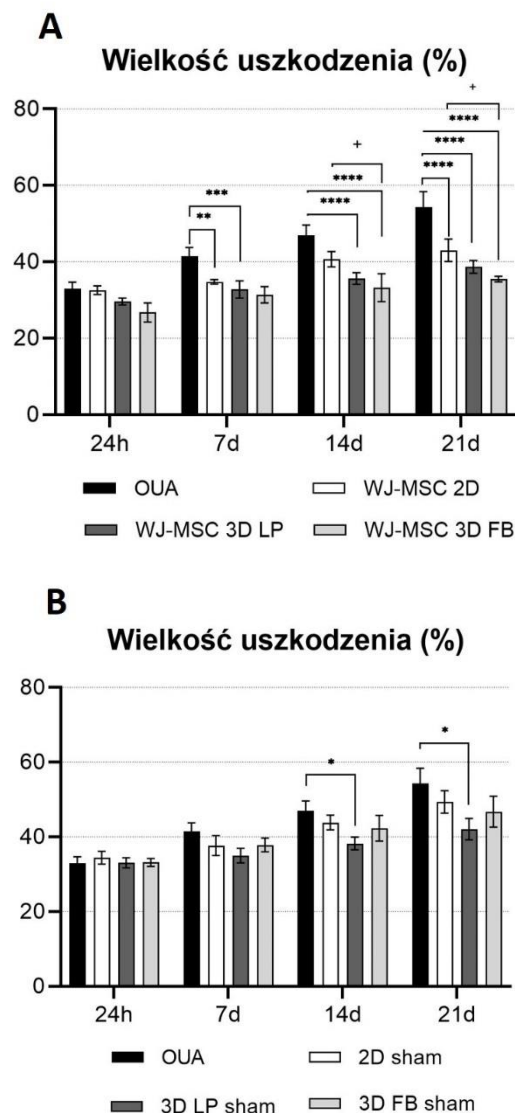 A
Wielkość uszkodzenia (%)
80
60
40
20
0
+
****
****
****
+
****
****
***
**
24h 7d 14d 21d
OUA WJ-MSC 2D
WJ-MSC 3D LP WJ-MSC 3D FB
B
Wielkość uszkodzenia (%)
80
60
40
20
0
*
*
24h 7d 14d 21d
OUA 2D sham
3D LP sham 3D FB sham